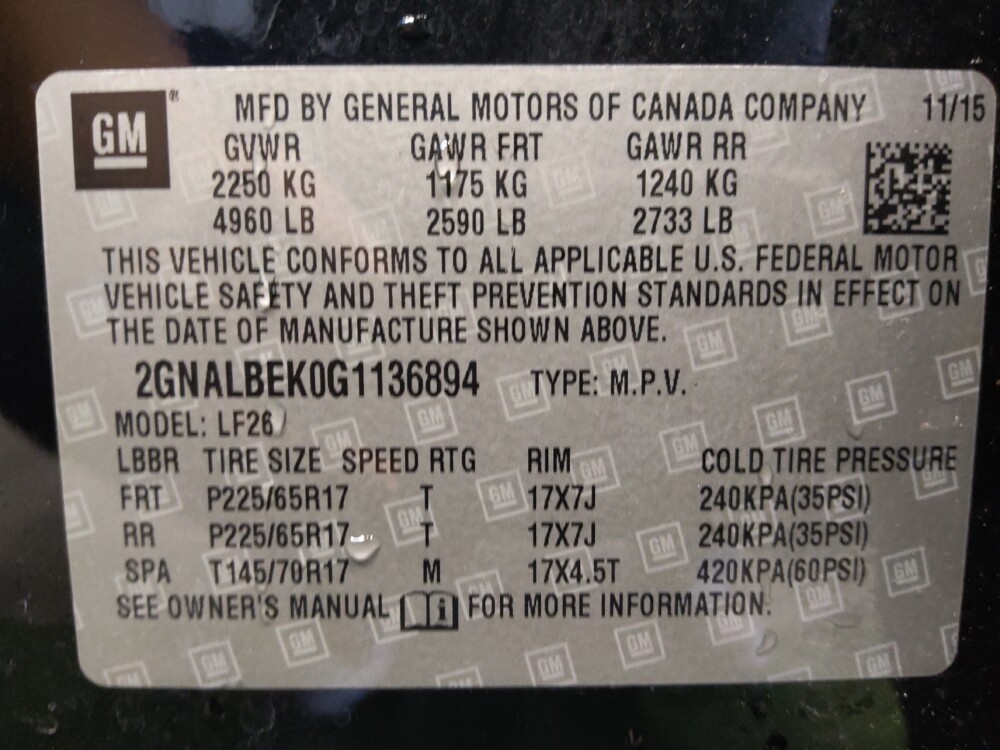 GM ® MFD BY GENERAL MOTORS OF CANADA COMPANY 11/15
GVWR GAWR FRT GAWR RR
2250 KG 1175 KG 1240 KG
4960 LB 2590 LB 2733 LB
THIS VEHICLE CONFORMS TO ALL APPLICABLE U.S. FEDERAL MOTOR
VEHICLE SAFETY AND THEFT PREVENTION STANDARDS IN EFFECT ON
THE DATE OF MANUFACTURE SHOWN ABOVE.
2GNALBEK0G1136894 TYPE: M.P.V.
MODEL: LF26
LBBR TIRE SIZE SPEED RTG RIM COLD TIRE PRESSURE
FRT P225/65R17 T 17X7J 240KPA(35PSI)
RR P225/65R17 T 17X7J 240KPA(35PSI)
SPA T145/70R17 M 17X4.5T 420KPA(60PSI)
SEE OWNER'S MANUAL i FOR MORE INFORMATION.